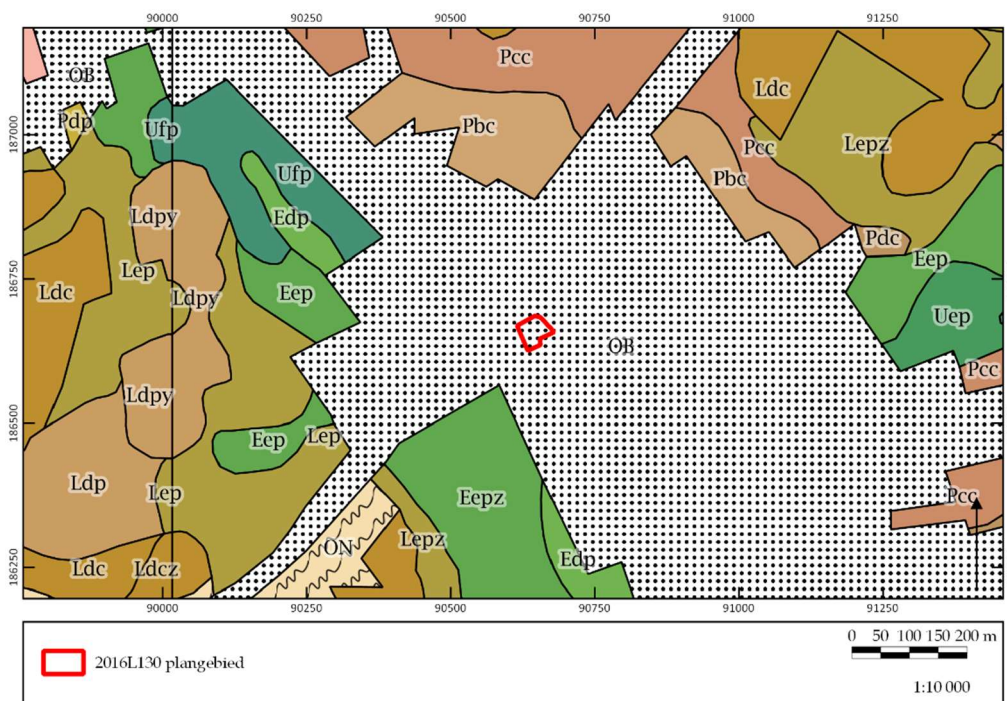 90000 90250 90500 90750 91000 91250
OB
Pcc
Ldc
Pdp
Ufp
Pbc
187000
Pcc
Lepz
Ufp
Pbc
Ldpy
Edp
Pdc
Lep
Eep
186750
Ldc
Ldpy
Eep
Uep
OB
Pcc
Ldpy
186500
Eep
Lep
Ldp
Lep
Eepz
Pcc
Lepz
ON
Edp
186250
Ldc
Ldcz
90000 90250 90500 90750 91000 91250
2016L130 plangebied
0 50 100 150 200 m
1:10 000